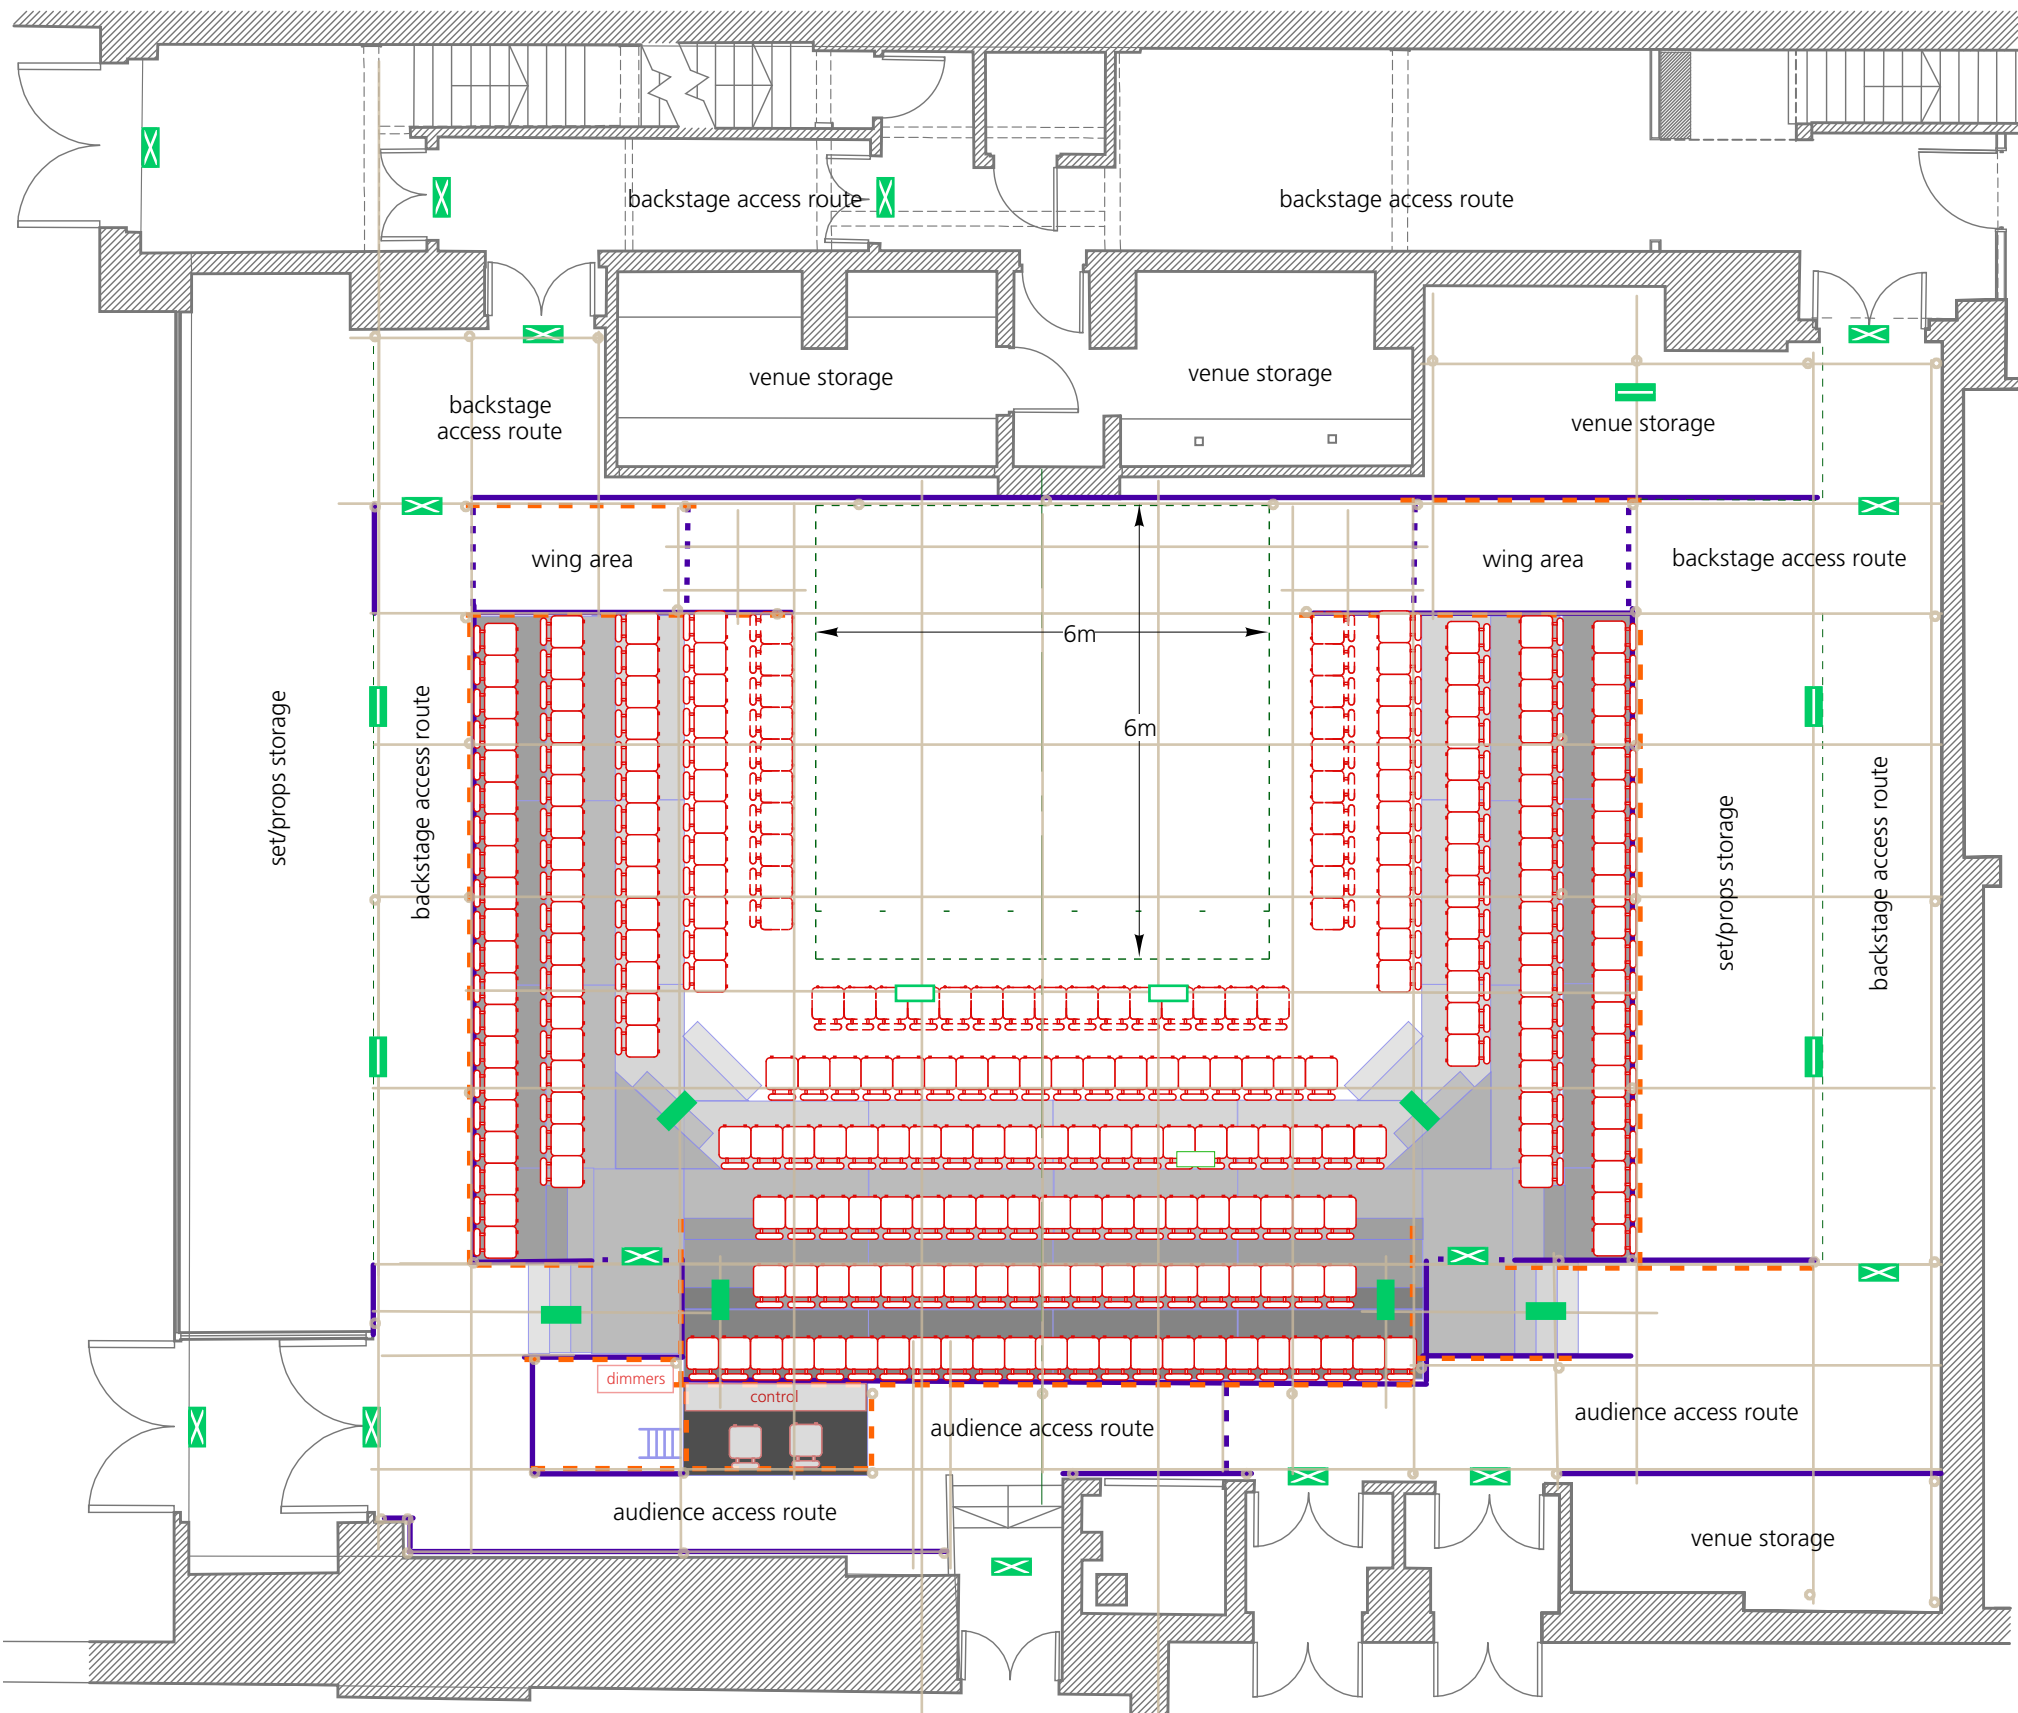 backstage access route
backstage access route
venue storage
venue storage
backstage
access route
venue storage
wing area
wing area
backstage access route
6m
6m
set/props storage
backstage access route
set/props storage
backstage access route
dimmers
control
audience access route
audience access route
audience access route
venue storage